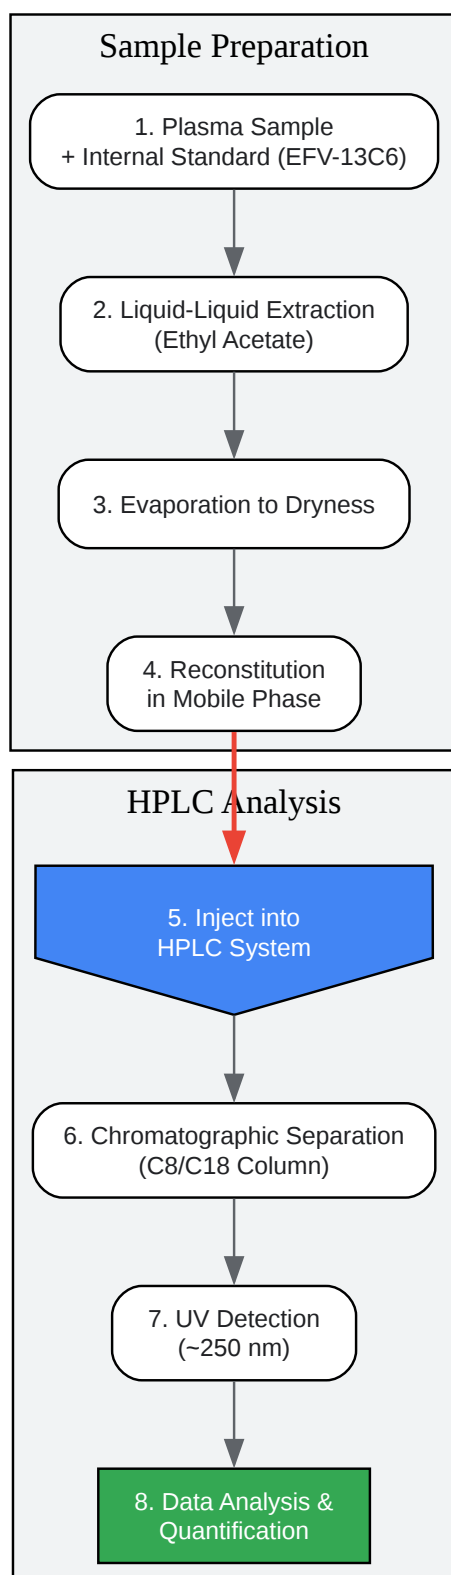 Sample Preparation
1. Plasma Sample
+ Internal Standard (EFV-13C6)
2. Liquid-Liquid Extraction
(Ethyl Acetate)
3. Evaporation to Dryness
4. Reconstitution
in Mobile Phase
HPLC Analysis
5. Inject into
HPLC System
6. Chromatographic Separation
(C8/C18 Column)
7. UV Detection
(~250 nm)
8. Data Analysis &
Quantification